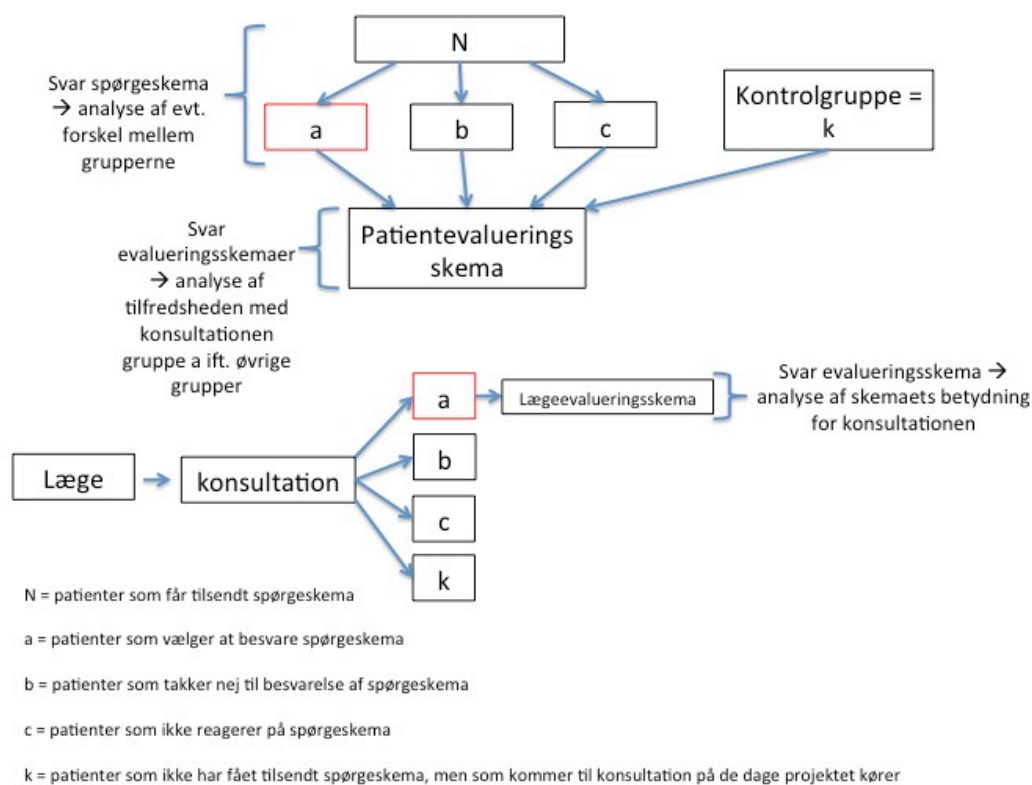 N
Svar spørgeskema
→ analyse af evt.
forskel mellem
grupperne
a
b
c
Kontrolgruppe =
k
Svar
evalueringsskemaer
→ analyse af
tilfredsheden med
konsultationen
gruppe a ift. øvrige
grupper
Patientevaluerings
skema
a
Lægeevalueringsskema
Svar evalueringsskema →
analyse af skemaets betydning
for konsultationen
Læge
konsultation
b
c
k
N = patienter som får tilsendt spørgeskema
a = patienter som vælger at besvare spørgeskema
b = patienter som takker nej til besvarelse af spørgeskema
c = patienter som ikke reagerer på spørgeskema
k = patienter som ikke har fået tilsendt spørgeskema, men som kommer til konsultation på de dage projektet kører